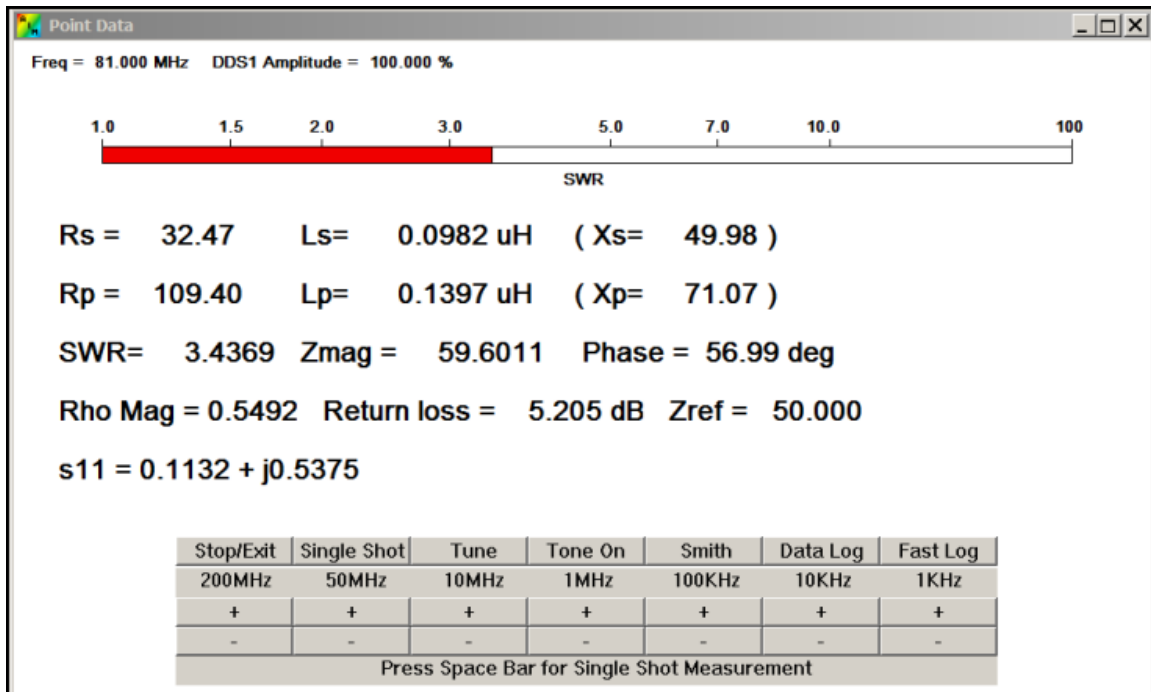 Point Data
Freq = 81.000 MHz DDS1 Amplitude = 100.000 %
1.0 1.5 2.0 3.0 5.0 7.0 10.0 100
SWR
Rs = 32.47 Ls= 0.0982 uH ( Xs= 49.98 )
Rp = 109.40 Lp= 0.1397 uH ( Xp= 71.07 )
SWR= 3.4369 Zmag = 59.6011 Phase = 56.99 deg
Rho Mag = 0.5492 Return loss = 5.205 dB Zref = 50.000
s11 = 0.1132 + j0.5375
Stop/Exit Single Shot Tune Tone On Smith Data Log Fast Log
200MHz 50MHz 10MHz 1MHz 100KHz 10KHz 1KHz
+ + + + + + +
- - - - - - -
Press Space Bar for Single Shot Measurement